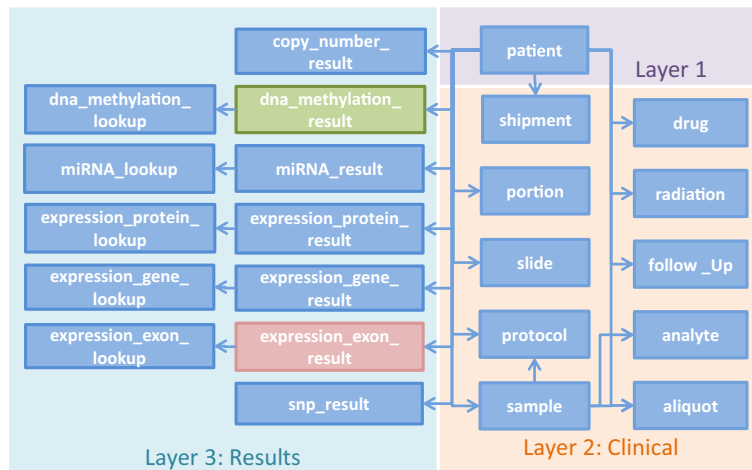 copy_number_
result
patient
Layer 1
dna_methylation_
lookup
dna_methylation_
result
shipment
drug
miRNA_lookup
miRNA_result
portion
radiation
expression_protein_
lookup
expression_protein_
result
slide
follow _Up
expression_gene_
lookup
expression_gene_
result
protocol
analyte
expression_exon_
lookup
expression_exon_
result
snp_result
sample
aliquot
Layer 3: Results
Layer 2: Clinical